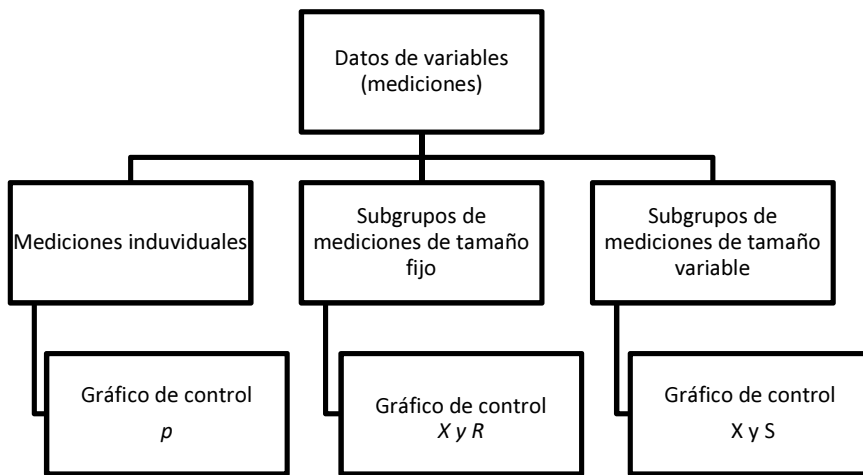 Datos de variables
(mediciones)
Mediciones induviduales
Subgrupos de
mediciones de tamaño
fijo
Subgrupos de
mediciones de tamaño
variable
Gráfico de control
p
Gráfico de control
X y R
Gráfico de control
X y S